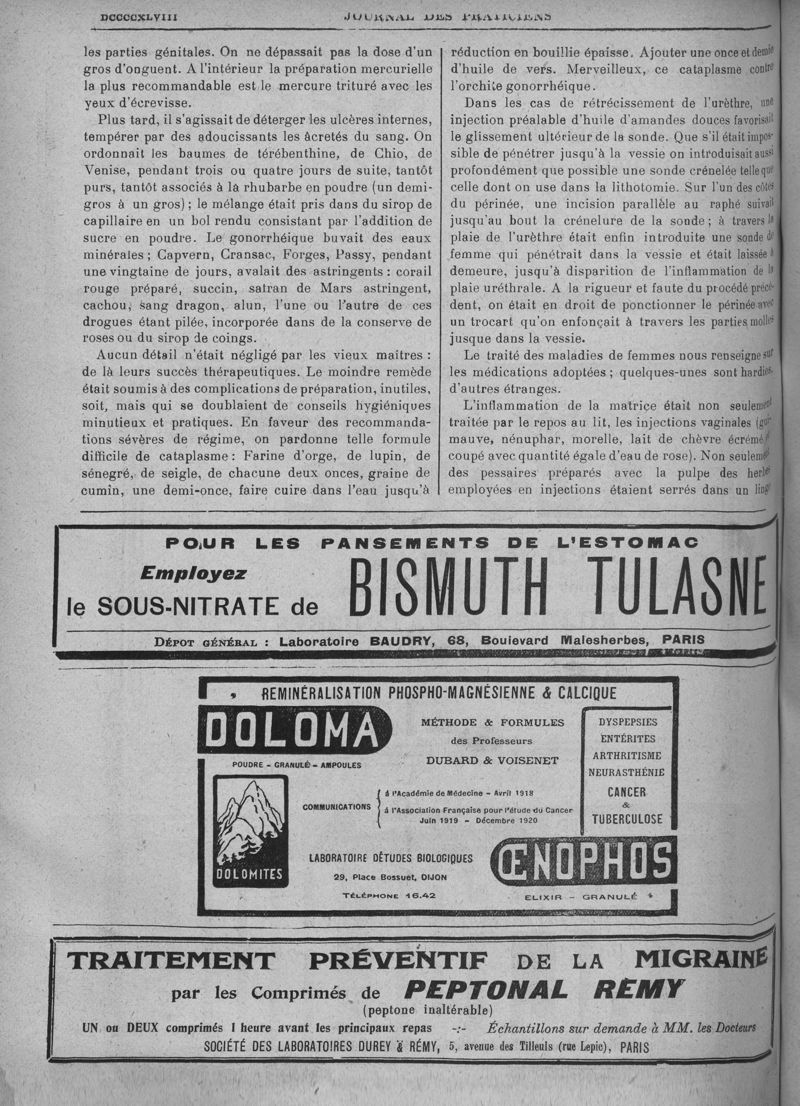 DCCCCXLVIII
JOURNAL DES PRATICIENS
les parties génitales. On ne dépassait pas la dose d'un
gros d'onguent. A l'intérieur la préparation mercurielle
la plus recommandable est le mercure trituré avec les
yeux d'écrevisse.
Plus tard, il s'agissait de déterger les ulcères internes,
tempérer par des adoucissants les âcretés du sang. On
ordonnait les baumes de térébenthine, de Chio, de
Venise, pendant trois ou quatre jours de suite, tantôt
purs, tantôt associés à la rhubarbe en poudre (un demi-
gros à un gros) ; le mélange était pris dans du sirop de
capillaire en un bol rendu consistant par l'addition de
sucre en poudre. Le gonorrhéique buvait des eaux
minérales ; Capvern, Cransac, Forges, Passy, pendant
une vingtaine de jours, avalait des astringents : corail
rouge préparé, succin, safran de Mars astringent,
cachou, sang dragon, alun, l'une ou l'autre de ces
drogues étant pilée, incorporée dans de la conserve de
roses ou du sirop de coings.
Aucun détail n'était négligé par les vieux maîtres :
de là leurs succès thérapeutiques. Le moindre remède
était soumis à des complications de préparation, inutiles,
soit, mais qui se doublaient de conseils hygiéniques
minutieux et pratiques. En faveur des recommanda-
tions sévères de régime, on pardonne telle formule
difficile de cataplasme : Farine d'orge, de lupin, de
sénegré, de seigle, de chacune deux onces, graine de
cumin, une demi-once, faire cuire dans l'eau jusqu'à
réduction en bouillie épaisse. Ajouter une once et demie
d'huile de vers. Merveilleux, ce cataplasme contre
l'orchite gonorrhéique.
Dans les cas de rétrécissement de l'urèthre, une
injection préalable d'huile d'amandes douces favorisait
le glissement ultérieur de la sonde. Que s'il était impos-
sible de pénétrer jusqu'à la vessie on introduisait aussi
profondément que possible une sonde crénelée telle que
celle dont on use dans la lithotomie. Sur l'un des côtés
du périnée, une incision parallèle au raphé suivait
jusqu'au bout la crénelure de la sonde ; à travers la
plaie de l'urèthre était enfin introduite une sonde de
femme qui pénétrait dans la vessie et était laissée à
demeure, jusqu'à disparition de l'inflammation de la
plaie uréthrale. A la rigueur et faute du procédé précé-
dent, on était en droit de ponctionner le périnée avec
un trocart qu'on enfonçait à travers les parties molles
jusque dans la vessie.
Le traité des maladies de femmes nous renseigne sur
les médications adoptées ; quelques-unes sont hardies,
d'autres étranges.
L'inflammation de la matrice était non seulement
traitée par le repos au lit, les injections vaginales (gui-
mauve, nénuphar, morelle, lait de chèvre écrémé
coupé avec quantité égale d'eau de rose). Non seulement
des pessaires préparés avec la pulpe des herbes
employées en injections étaient serrés dans un linge
POUR LES PANSEMENTS DE L'ESTOMAC
Employez
le SOUS-NITRATE de BISMUTH TULASNE
DÉPOT GÉNÉRAL : Laboratoire BAUDRY, 68, Boulevard Malesherbes, PARIS
REMINÉRALISATION PHOSPHO-MAGNÉSIENNE & CALCIQUE
DOLOMA
POUDRE - GRANULÉ - AMPOULES
MÉTHODE & FORMULES
des Professeurs
DUBARD & VOISENET
DYSPEPSIES
ENTÉRITES
ARTHRITISME
NEURASTHÉNIE
CANCER
&
TUBERCULOSE
COMMUNICATIONS
à l'Académie de Médecine - Avril 1918
à l'Association Française pour l'étude du Cancer
Juin 1919 - Décembre 1920
DOLOMITES
LABORATOIRE D'ÉTUDES BIOLOGIQUES
29, Place Bossuet, DIJON
TÉLÉPHONE 16.42
ŒNOPHOS
ELIXIR - GRANULÉ
TRAITEMENT PRÉVENTIF DE LA MIGRAINE
par les Comprimés de PEPTONAL RÉMY
(peptone inaltérable)
UN ou DEUX comprimés 1 heure avant les principaux repas -:- Échantillons sur demande à MM. les Docteurs
SOCIÉTÉ DES LABORATOIRES DUREY & RÉMY, 5, avenue des Tilleuls (rue Lepic), PARIS